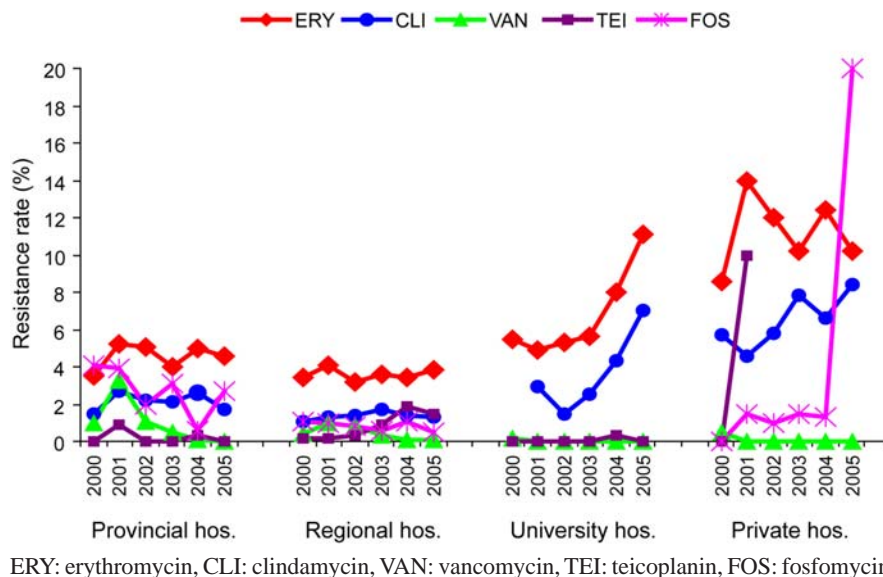 ERY CLI VAN TEI FOS
20
18
16
14
12
10
8
6
4
2
0
Resistance rate (%)
2000 2001 2002 2003 2004 2005 2000 2001 2002 2003 2004 2005 2000 2001 2002 2003 2004 2005 2000 2001 2002 2003 2004 2005
Provincial hos. Regional hos. University hos. Private hos.
ERY: erythromycin, CLI: clindamycin, VAN: vancomycin, TEI: teicoplanin, FOS: fosfomycin